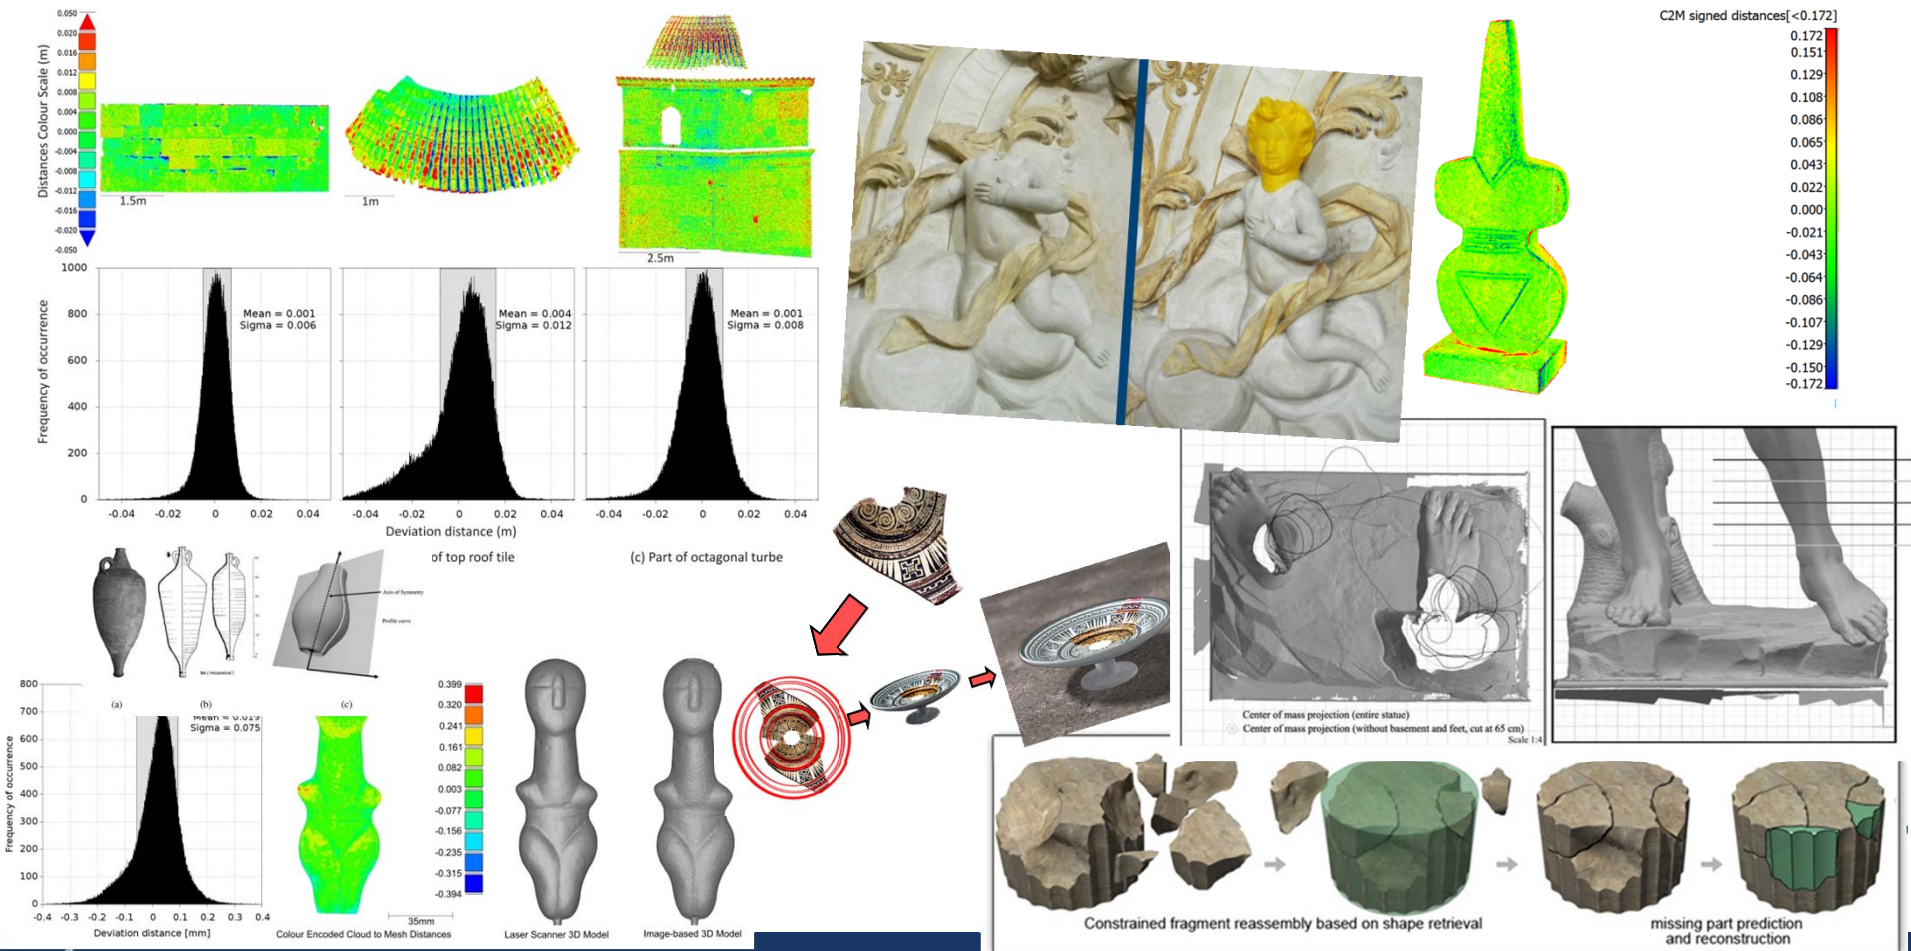 0.050
0.020
0.016
0.012
0.008
0.004
0.000
-0.004
-0.008
-0.012
-0.016
-0.020
-0.050
Distances Colour Scale (m)
1.5m
1m
2.5m
C2M signed distances[<0.172]
0.172
0.151
0.129
0.108
0.086
0.065
0.043
0.022
0.000
-0.021
-0.043
-0.064
-0.086
-0.107
-0.129
-0.150
-0.172
Frequency of occurrence
1000
800
600
400
200
0
Mean = 0.001
Sigma = 0.006
Mean = 0.004
Sigma = 0.012
Mean = 0.001
Sigma = 0.008
-0.04 -0.02 0 0.02 0.04
-0.04 -0.02 0 0.02 0.04
-0.04 -0.02 0 0.02 0.04
Deviation distance (m)
of top roof tile
(c) Part of octagonal turbe
Axis of Symmetry
Profile curve
(a) (b) (c)
800
700
600
500
400
300
200
100
0
Frequency of occurrence
Sigma = 0.075
-0.4 -0.3 -0.2 -0.1 0 0.1 0.2 0.3 0.4
Deviation distance [mm]
0.399
0.320
0.241
0.161
0.082
0.003
-0.077
-0.156
-0.235
-0.315
-0.394
35mm
Colour Encoded Cloud to Mesh Distances
Laser Scanner 3D Model
Image-based 3D Model
Center of mass projection (entire statue)
Center of mass projection (without basement and feet, cut at 65 cm)
Scale 1:4
Constrained fragment reassembly based on shape retrieval
missing part prediction
and reconstruction